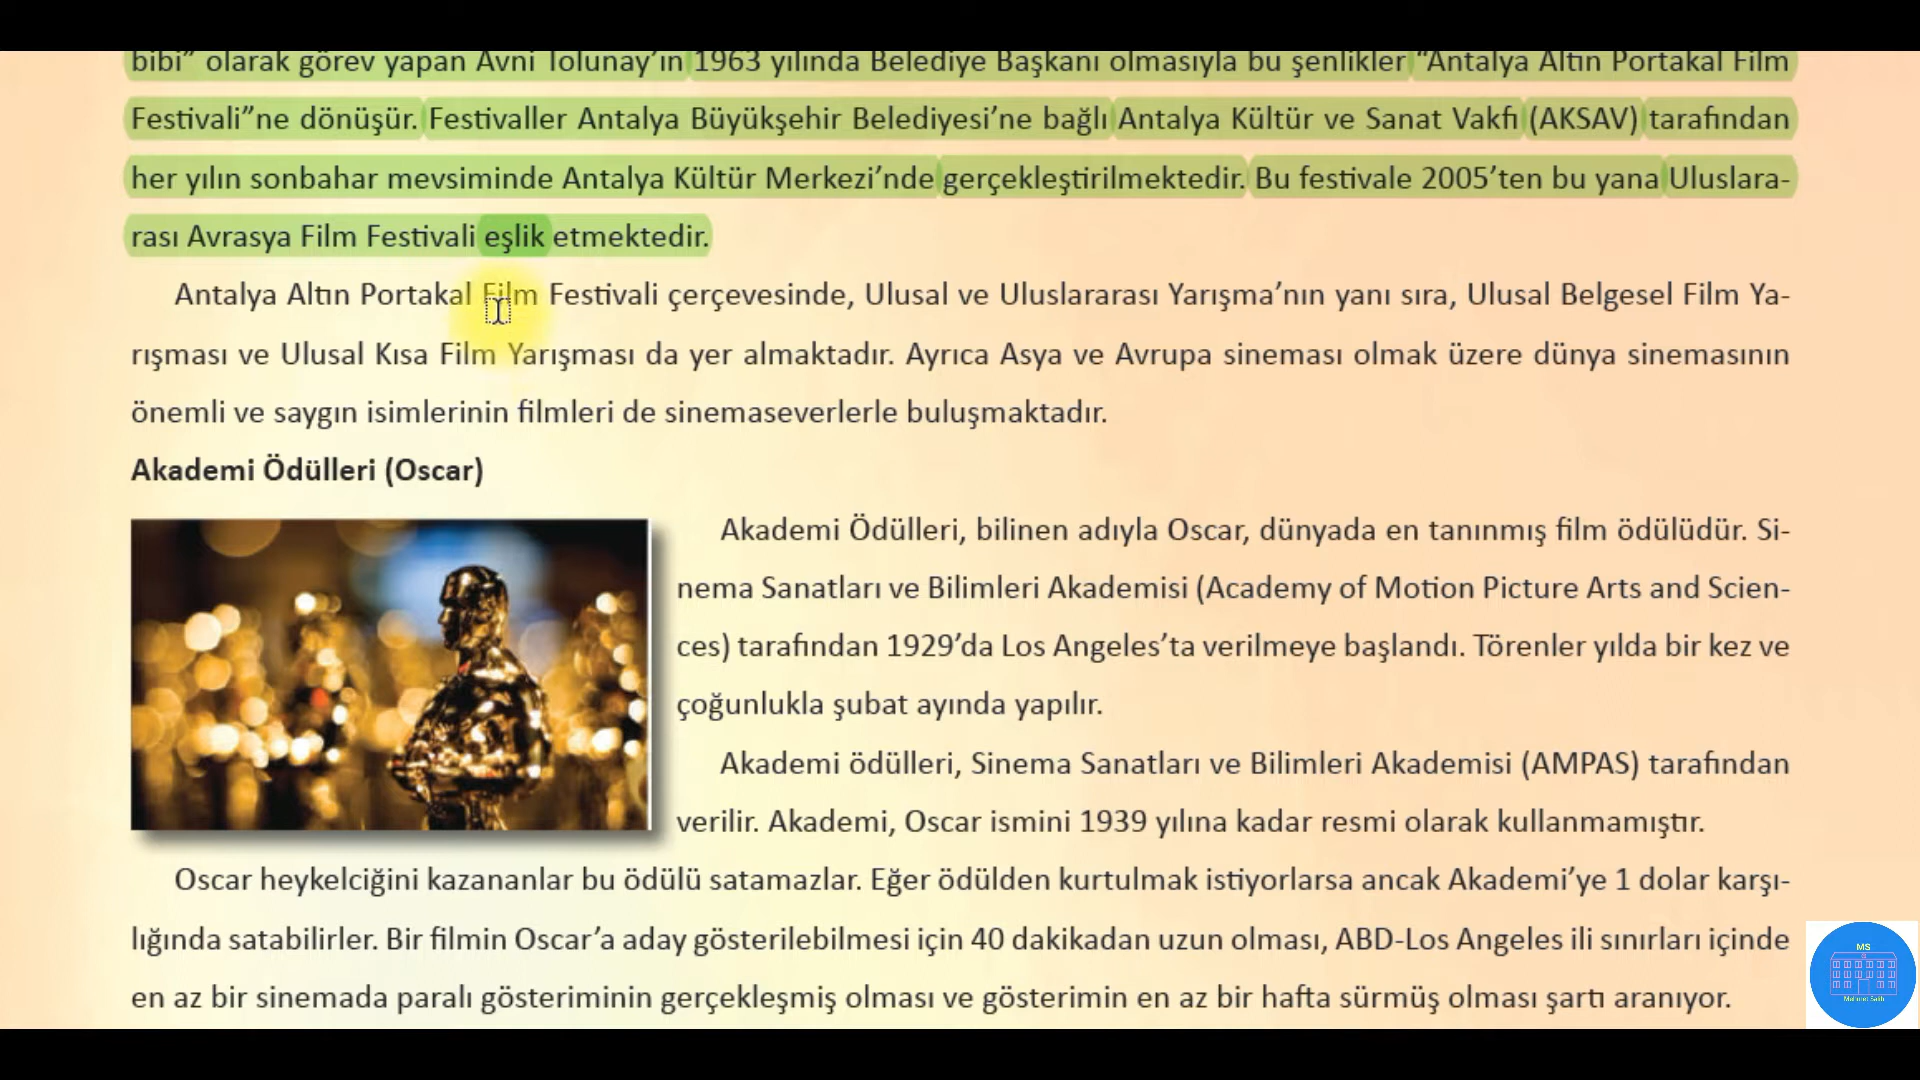 bibi” olarak görev yapan Avni Tolunay’ın 1963 yılında Belediye Başkanı olmasıyla bu şenlikler “Antalya Altın Portakal Film
Festivali”ne dönüşür. Festivaller Antalya Büyükşehir Belediyesi’ne bağlı Antalya Kültür ve Sanat Vakfı (AKSAV) tarafından
her yılın sonbahar mevsiminde Antalya Kültür Merkezi’nde gerçekleştirilmektedir. Bu festivale 2005’ten bu yana Uluslara-
rası Avrasya Film Festivali eşlik etmektedir.
Antalya Altın Portakal Film Festivali çerçevesinde, Ulusal ve Uluslararası Yarışma’nın yanı sıra, Ulusal Belgesel Film Ya-
rışması ve Ulusal Kısa Film Yarışması da yer almaktadır. Ayrıca Asya ve Avrupa sineması olmak üzere dünya sinemasının
önemli ve saygın isimlerinin filmleri de sinemaseverlerle buluşmaktadır.
Akademi Ödülleri (Oscar)
Akademi Ödülleri, bilinen adıyla Oscar, dünyada en tanınmış film ödülüdür. Si-
nema Sanatları ve Bilimleri Akademisi (Academy of Motion Picture Arts and Scien-
ces) tarafından 1929’da Los Angeles’ta verilmeye başlandı. Törenler yılda bir kez ve
çoğunlukla şubat ayında yapılır.
Akademi ödülleri, Sinema Sanatları ve Bilimleri Akademisi (AMPAS) tarafından
verilir. Akademi, Oscar ismini 1939 yılına kadar resmi olarak kullanmamıştır.
Oscar heykelciğini kazananlar bu ödülü satamazlar. Eğer ödülden kurtulmak istiyorlarsa ancak Akademi’ye 1 dolar karşı-
lığında satabilirler. Bir filmin Oscar’a aday gösterilebilmesi için 40 dakikadan uzun olması, ABD-Los Angeles ili sınırları içinde
en az bir sinemada paralı gösteriminin gerçekleşmiş olması ve gösterimin en az bir hafta sürmüş olması şartı aranıyor.
MS
Mehmet Salih